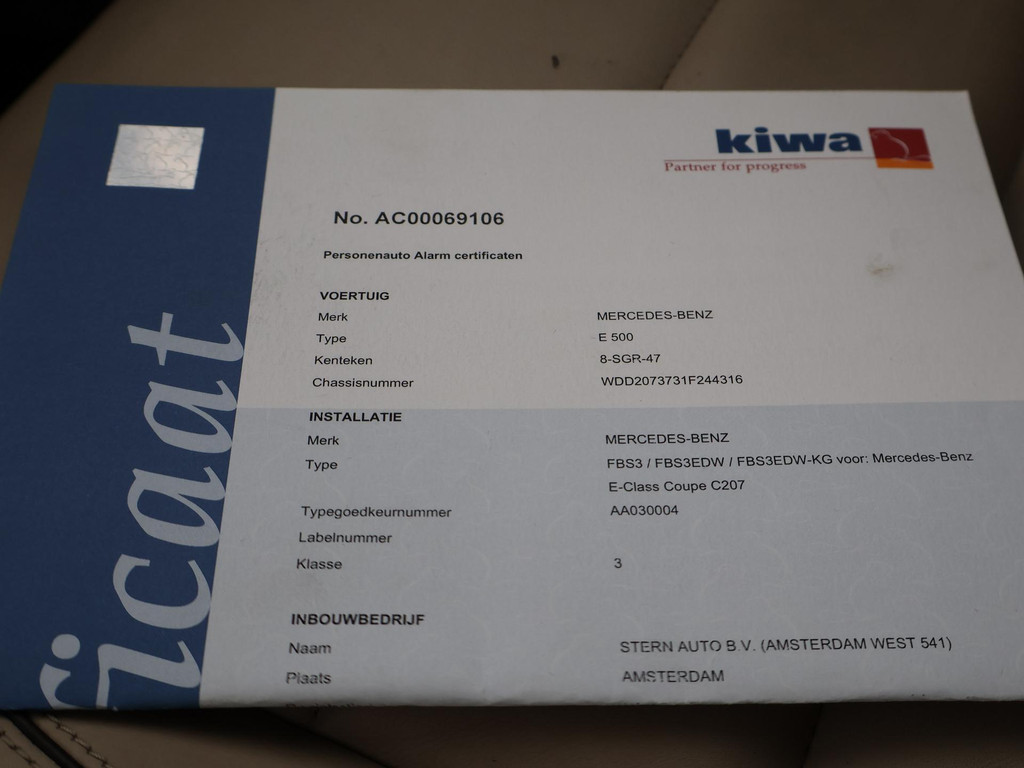 kiwa
Partner for progress
No. AC00069106
Personenauto Alarm certificaten
VOERTUIG
Merk MERCEDES-BENZ
Type E 500
Kenteken 8-SGR-47
Chassisnummer WDD2073731F244316
INSTALLATIE
Merk MERCEDES-BENZ
Type FBS3 / FBS3EDW / FBS3EDW-KG voor: Mercedes-Benz
E-Class Coupe C207
Typegoedkeurnummer AA030004
Labelnummer
Klasse 3
INBOUWBEDRIJF
Naam STERN AUTO B.V. (AMSTERDAM WEST 541)
Plaats AMSTERDAM
ficaat